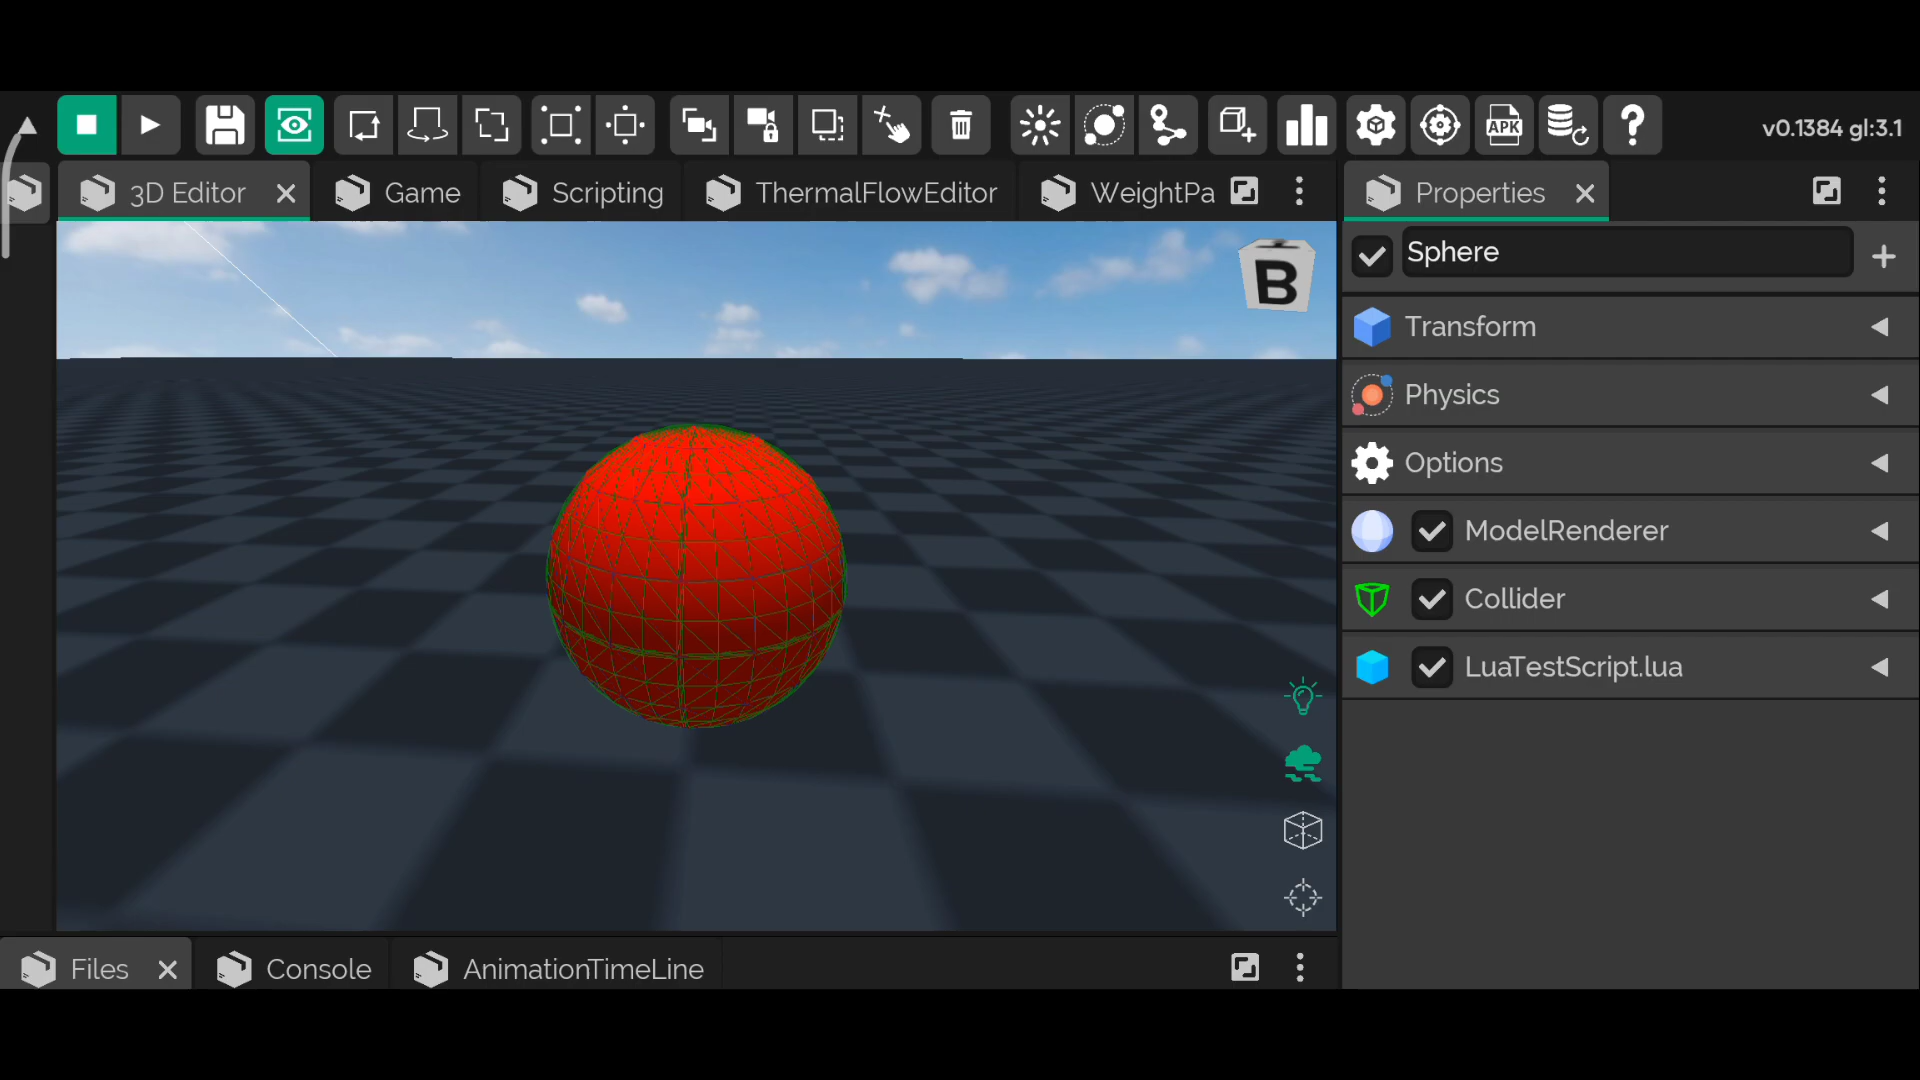 APK
v0.1384 gl:3.1
3D Editor
Game
Scripting
ThermalFlowEditor
WeightPa
Properties
B
Sphere
Transform
Physics
Options
ModelRenderer
Collider
LuaTestScript.lua
Files
Console
AnimationTimeLine